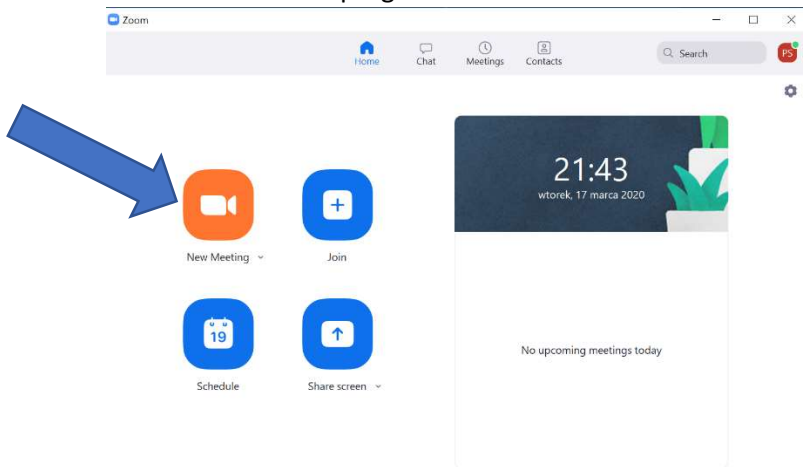 Zoom
Home Chat Meetings Contacts Search PS
21:43
wtorek, 17 marca 2020
New Meeting Join
19
Schedule Share screen
No upcoming meetings today